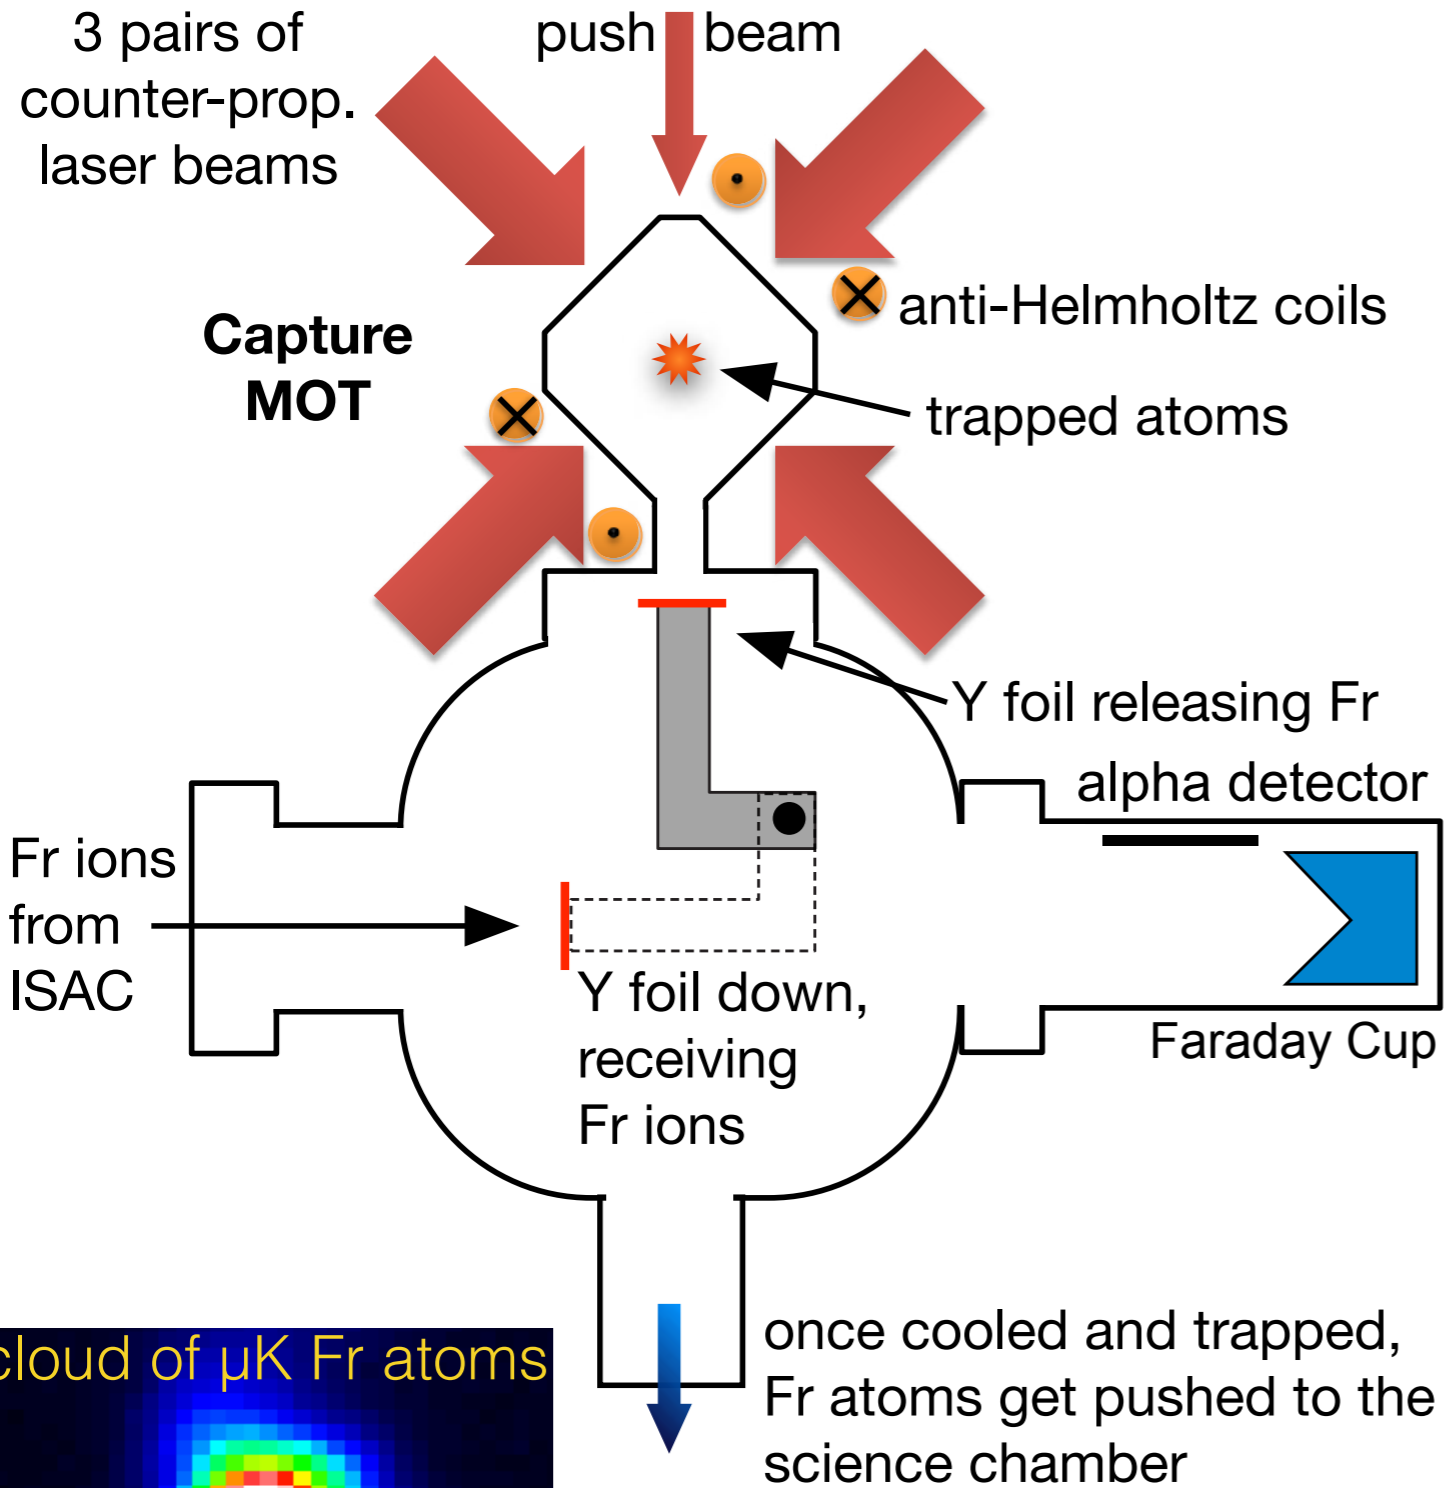 3 pairs of
counter-prop.
laser beams
push beam
anti-Helmholtz coils
Capture
MOT
trapped atoms
Y foil releasing Fr
alpha detector
Fr ions
from
ISAC
Y foil down,
receiving
Fr ions
Faraday Cup
cloud of µK Fr atoms
once cooled and trapped,
Fr atoms get pushed to the
science chamber